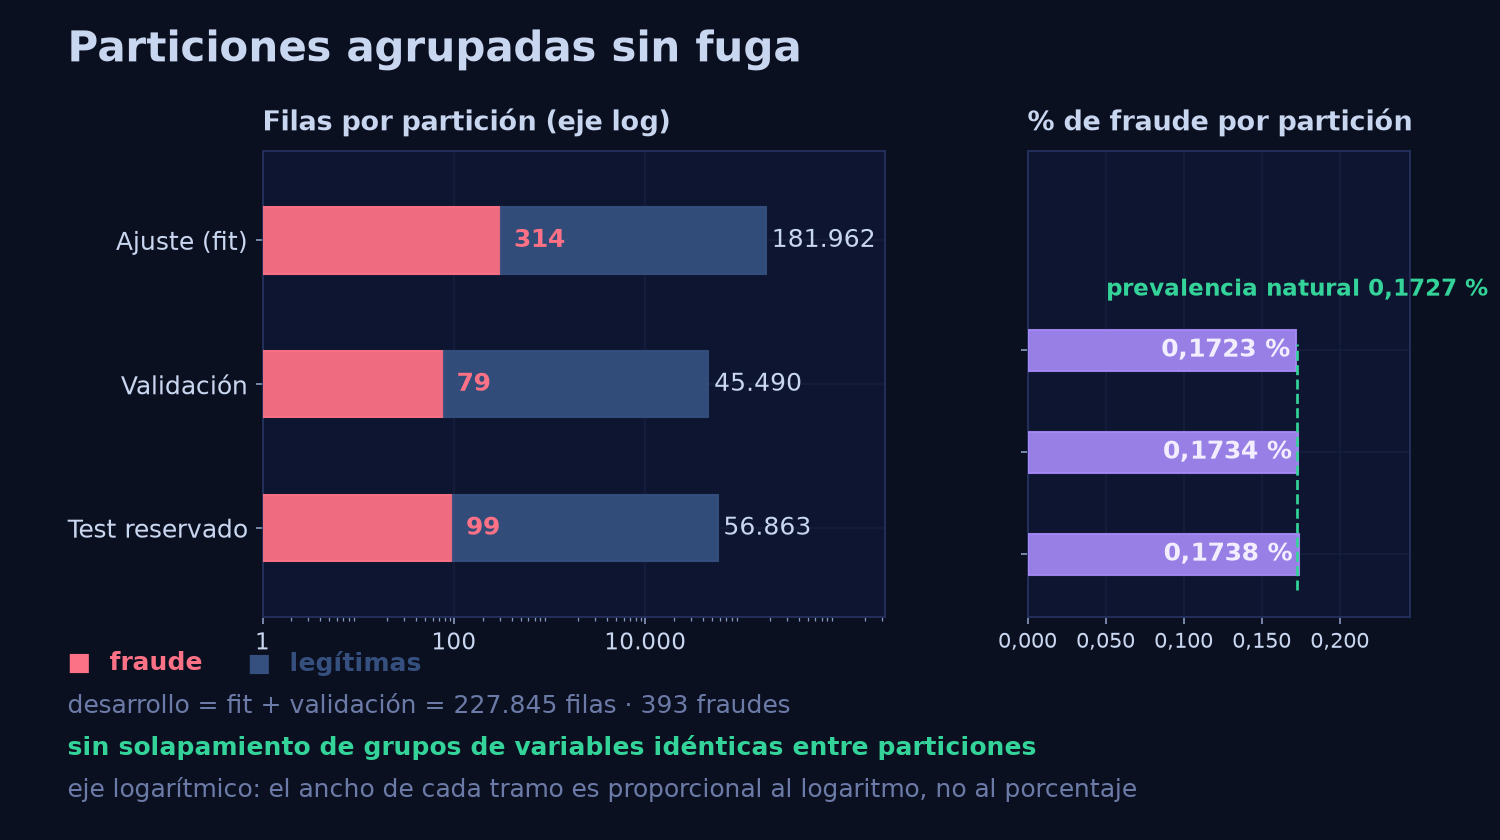 Particiones agrupadas sin fuga
Filas por partición (eje log)
Ajuste (fit)
314
181.962
Validación
79
45.490
Test reservado
99
56.863
1
100
10.000
% de fraude por partición
prevalencia natural 0,1727 %
0,1723 %
0,1734 %
0,1738 %
0,000
0,050
0,100
0,150
0,200
fraude
legítimas
desarrollo = fit + validación = 227.845 filas · 393 fraudes
sin solapamiento de grupos de variables idénticas entre particiones
eje logarítmico: el ancho de cada tramo es proporcional al logaritmo, no al porcentaje